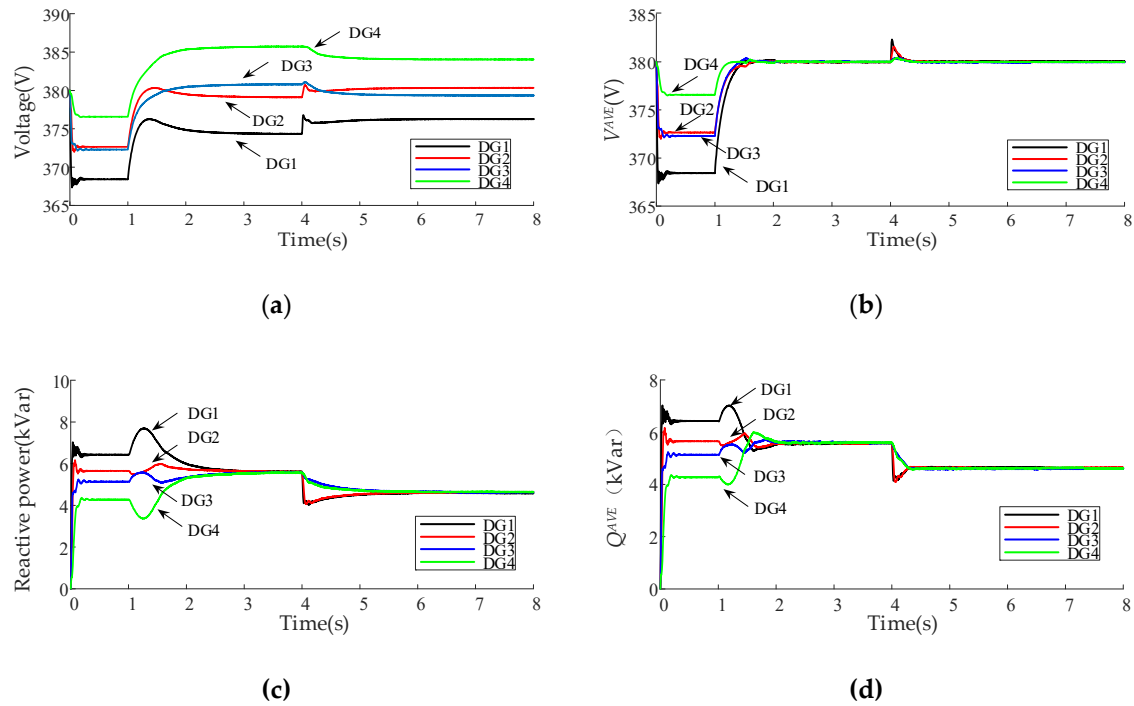 390
385
380
375
370
365
Voltage(V)
DG4
DG3
DG2
DG1
DG1
DG2
DG3
DG4
0 1 2 3 4 5 6 7 8
Time(s)
(a)
390
385
380
375
370
365
V^AVE(V)
DG4
DG2
DG3
DG1
DG1
DG2
DG3
DG4
0 1 2 3 4 5 6 7 8
Time(s)
(b)
10
8
6
4
2
0
Reactive power(kVar)
DG1
DG2
DG3
DG4
DG1
DG2
DG3
DG4
0 1 2 3 4 5 6 7 8
Time(s)
(c)
8
6
4
2
0
Q^AVE（kVar）
DG1
DG2
DG3
DG4
DG1
DG2
DG3
DG4
0 1 2 3 4 5 6 7 8
Time(s)
(d)